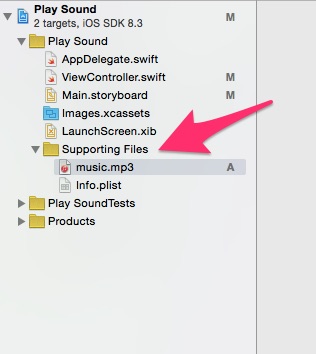 Play Sound
2 targets, iOS SDK 8.3 M
Play Sound
AppDelegate.swift
ViewController.swift M
Main.storyboard M
Images.xcassets
LaunchScreen.xib
Supporting Files
music.mp3 A
Info.plist
Play SoundTests
Products